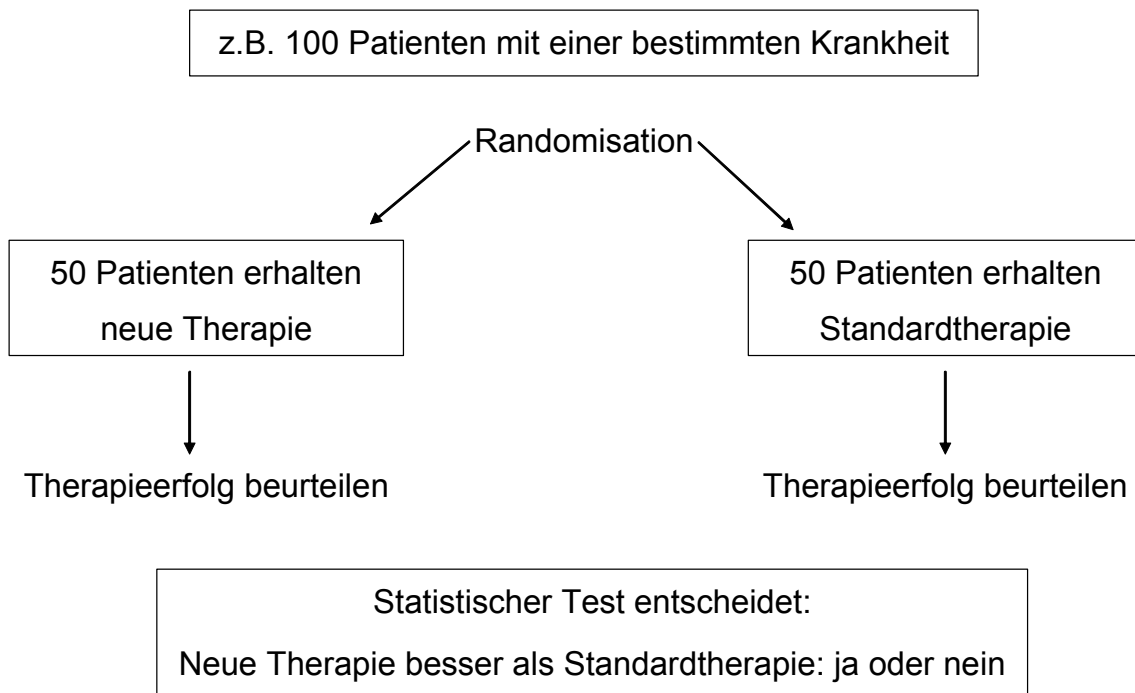 z.B. 100 Patienten mit einer bestimmten Krankheit
Randomisation
50 Patienten erhalten
neue Therapie
50 Patienten erhalten
Standardtherapie
Therapieerfolg beurteilen
Therapieerfolg beurteilen
Statistischer Test entscheidet:
Neue Therapie besser als Standardtherapie: ja oder nein